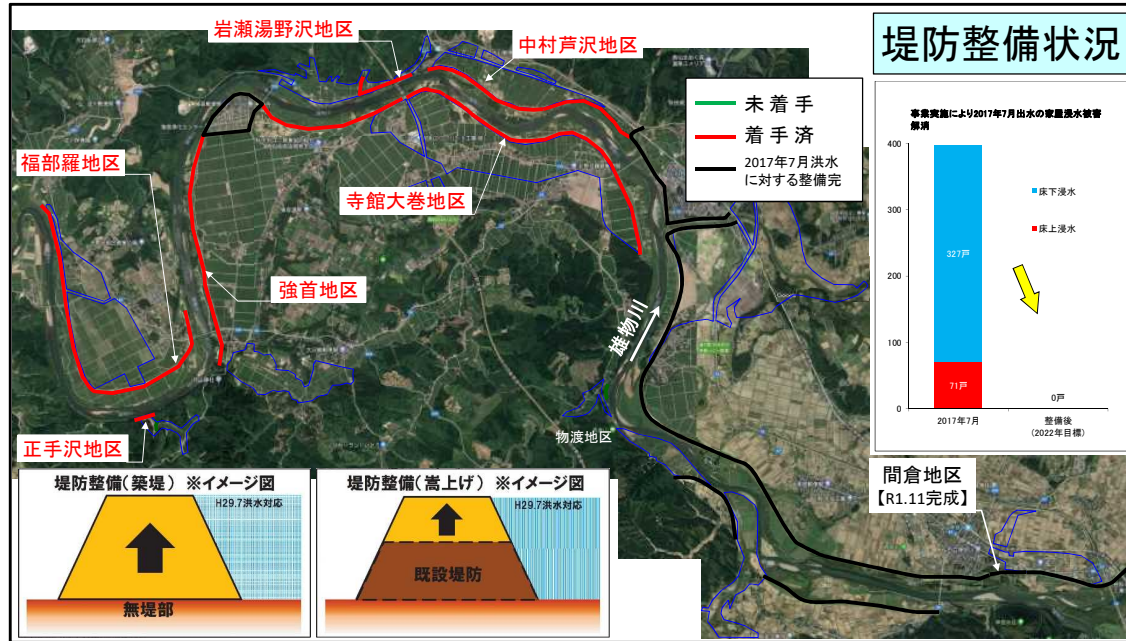 堤防整備状況
岩瀬湯野沢地区
中村芦沢地区
未着手
着手済
2017年7月洪水
に対する整備完
福部羅地区
寺館大巻地区
強首地区
雄物川
正手沢地区
物渡地区
間倉地区
【R1.11完成】
事業実施により2017年7月出水の家屋浸水被害
解消
400
300
200
100
0
床下浸水
床上浸水
327戸
71戸
0戸
2017年7月
整備後
(2022年目標)
堤防整備(築堤) ※イメージ図
H29.7洪水対応
無堤部
堤防整備(嵩上げ) ※イメージ図
H29.7洪水対応
既設堤防
Google